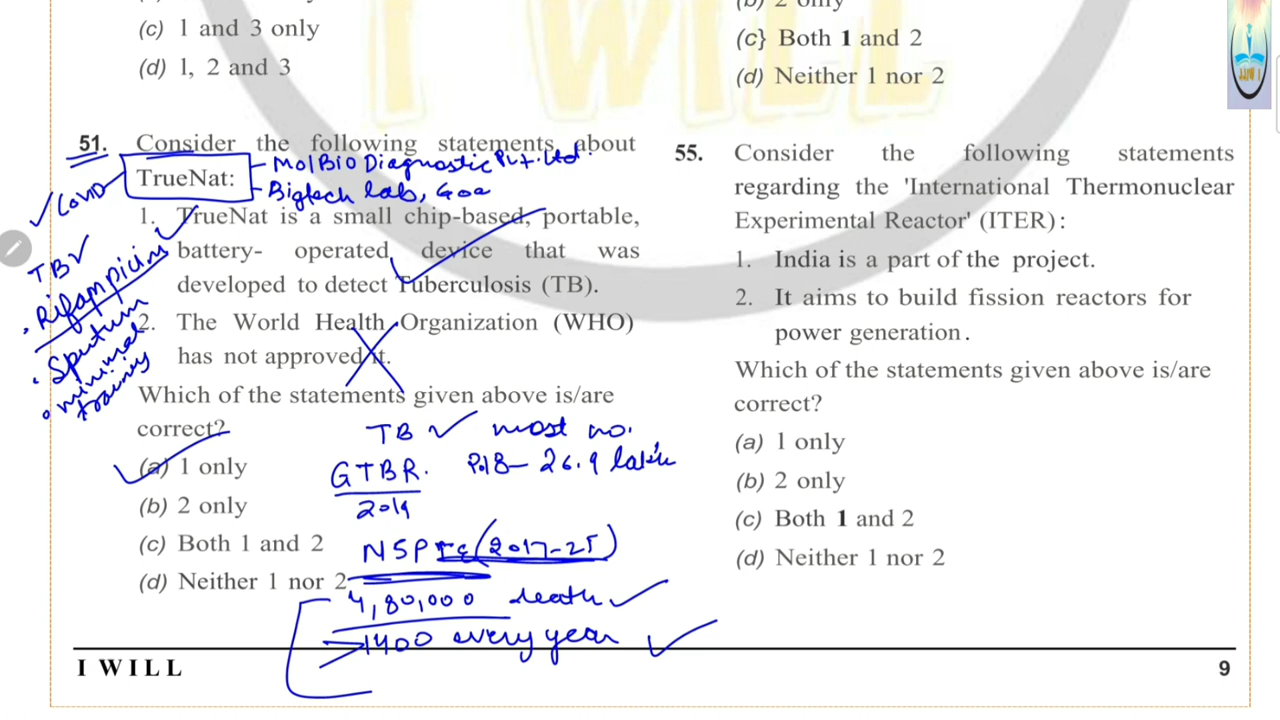 (c) 1 and 3 only
(d) 1, 2 and 3
51. Consider the following statements about
TrueNat:
- MolBio Diagnostic Pvt. Ltd.
- Bigtech lab, Goa
✓ Covid
TB ✓
• Rifampicin
• Sputum
• minimal
training
1. TrueNat is a small chip-based, portable,
battery- operated device that was
developed to detect Tuberculosis (TB).
2. The World Health Organization (WHO)
has not approved it.
Which of the statements given above is/are
correct?
(a) 1 only
(b) 2 only
(c) Both 1 and 2
(d) Neither 1 nor 2
TB ✓ most no.
GTBR. 26.9 lakh
2019
NSP (2017-25)
4,80,000 death ✓
1400 every year ✓
(b) 2 only
(c} Both 1 and 2
(d) Neither 1 nor 2
55. Consider the following statements
regarding the 'International Thermonuclear
Experimental Reactor' (ITER):
1. India is a part of the project.
2. It aims to build fission reactors for
power generation.
Which of the statements given above is/are
correct?
(a) 1 only
(b) 2 only
(c) Both 1 and 2
(d) Neither 1 nor 2
I WILL
I WILL
9